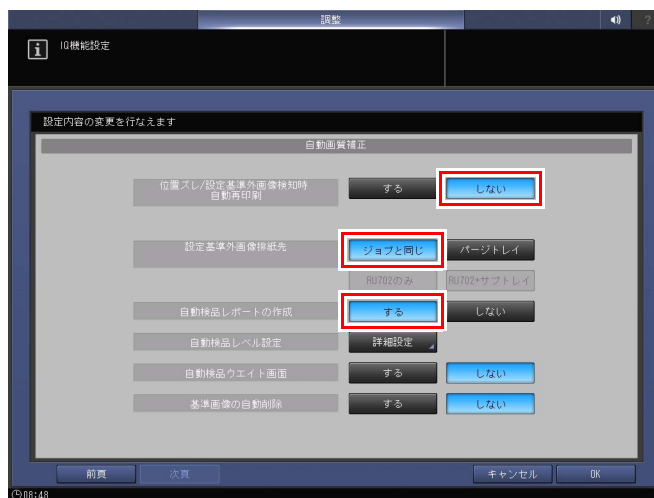 調整
?
i IQ機能設定
設定内容の変更を行なえます
自動画質補正
位置ズレ/設定基準外画像検知時
自動再印刷
する しない
設定基準外画像排紙先 ジョブと同じ パージトレイ
RU702のみ RU702+サブトレイ
自動検品レポートの作成 する しない
自動検品レベル設定 詳細設定
自動検品ウエイト画面 する しない
基準画像の自動削除 する しない
前頁 次頁 キャンセル OK
08:48